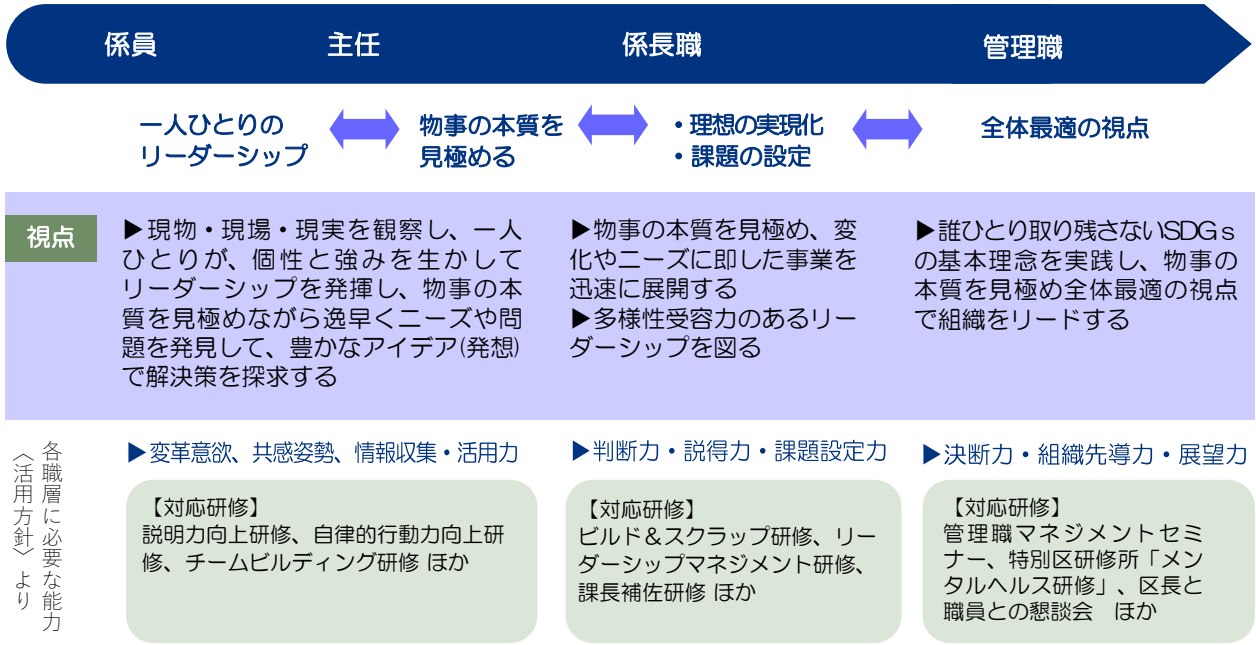 係員
主任
係長職
管理職
一人ひとりの
リーダーシップ
物事の本質を
見極める
・理想の実現化
・課題の設定
全体最適の視点
視点
▶現物・現場・現実を観察し、一人
ひとりが、個性と強みを生かして
リーダーシップを発揮し、物事の本
質を見極めながら逸早くニーズや問
題を発見して、豊かなアイデア(発想)
で解決策を探求する
▶物事の本質を見極め、変
化やニーズに即した事業を
迅速に展開する
▶多様性受容力のあるリー
ダーシップを図る
▶誰ひとり取り残さないSDGs
の基本理念を実践し、物事の
本質を見極め全体最適の視点
で組織をリードする
各職層に必要な能力
〈活用方針〉より
▶変革意欲、共感姿勢、情報収集・活用力
【対応研修】
説明力向上研修、自律的行動力向上研
修、チームビルディング研修 ほか
▶判断力・説得力・課題設定力
【対応研修】
ビルド＆スクラップ研修、リー
ダーシップマネジメント研修、
課長補佐研修 ほか
▶決断力・組織先導力・展望力
【対応研修】
管理職マネジメントセミ
ナー、特別区研修所「メン
タルヘルス研修」、区長と
職員との懇談会　ほか